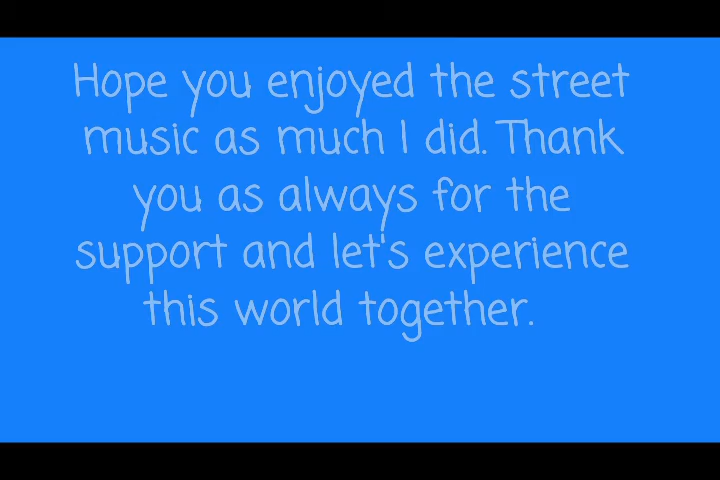 Hope you enjoyed the street
music as much I did. Thank
you as always for the
support and let's experience
this world together.